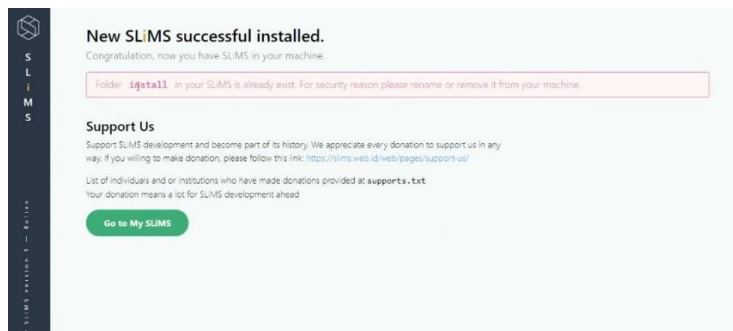 S
L
i
M
S
SLiMS version 9 — Bulian
New SLiMS successful installed.
Congratulation, now you have SLiMS in your machine.
Folder install in your SLiMS is already exist. For security reason please rename or remove it from your machine.
Support Us
Support SLiMS development and become part of its history. We appreciate every donation to support us in any
way. If you willing to make donation, please follow this link: https://slims.web.id/web/pages/support-us/
List of individuals and or institutions who have made donations provided at supports.txt
Your donation means a lot for SLiMS development ahead
Go to My SLiMS